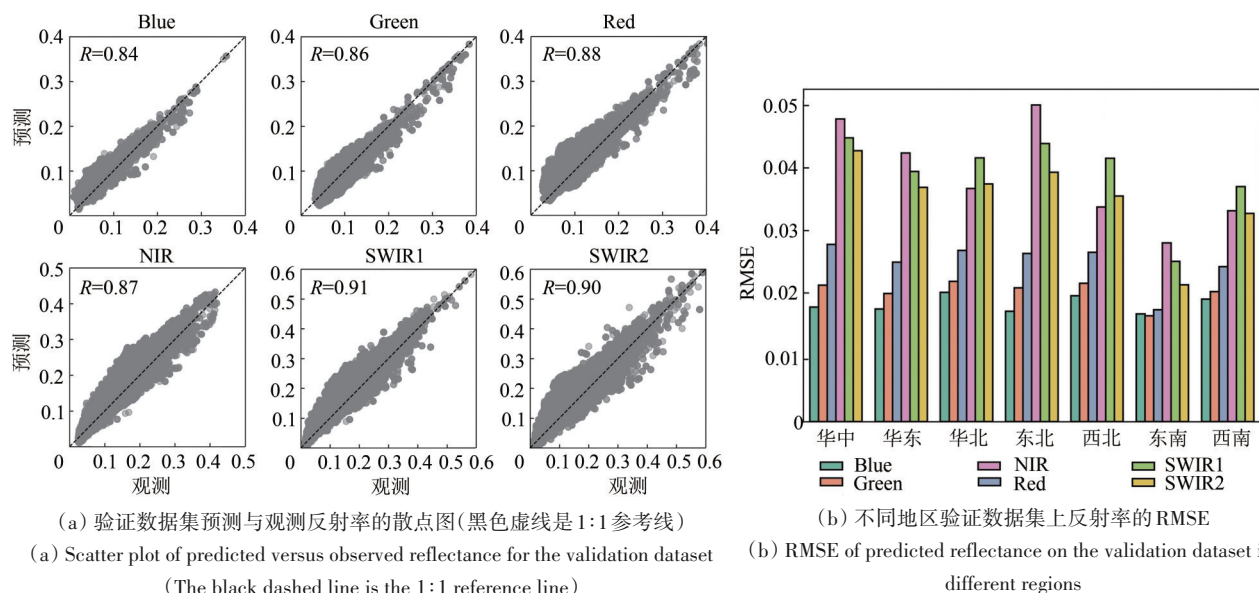 Blue
Green
Red
R=0.84
R=0.86
R=0.88
0.4
0.3
0.2
0.1
0
预测
0 0.1 0.2 0.3 0.4
0 0.1 0.2 0.3 0.4
0 0.1 0.2 0.3 0.4
NIR
SWIR1
SWIR2
R=0.87
R=0.91
R=0.90
0.5
0.4
0.3
0.2
0.1
预测
0.6
0.5
0.4
0.3
0.2
0.1
0.6
0.5
0.4
0.3
0.2
0.1
0 0.1 0.2 0.3 0.4 0.5
0 0.1 0.2 0.3 0.4 0.5 0.6
0 0.1 0.2 0.3 0.4 0.5 0.6
观测
观测
观测
(a) 验证数据集预测与观测反射率的散点图(黑色虚线是1:1参考线)
(a) Scatter plot of predicted versus observed reflectance for the validation dataset
(The black dashed line is the 1:1 reference line)
RMSE
0.05
0.04
0.03
0.02
0.01
0
华中 华东 华北 东北 西北 东南 西南
Blue NIR SWIR1
Green Red SWIR2
(b) 不同地区验证数据集上反射率的RMSE
(b) RMSE of predicted reflectance on the validation dataset
different regions